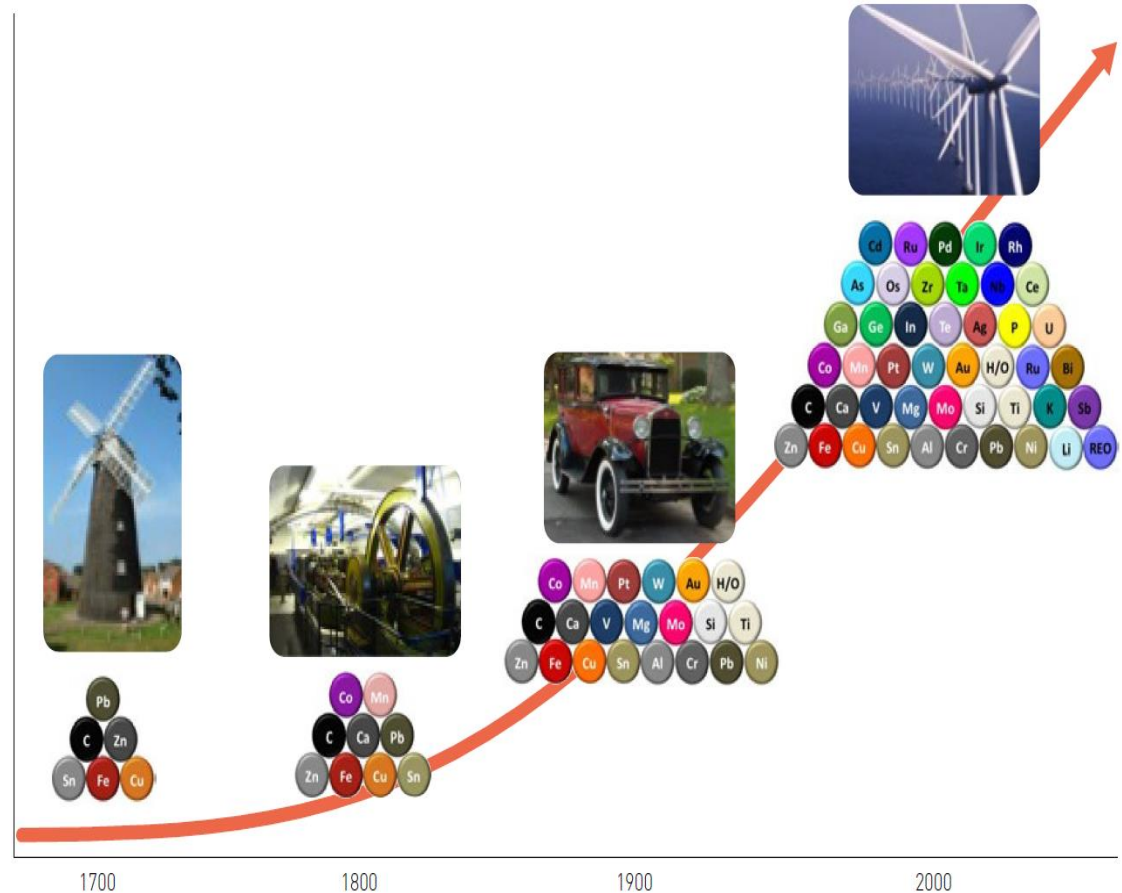 Cd Ru Pd Ir Rh
As Os Zr Ta Nb Ce
Ga Ge In Te Ag P U
Co Mn Pt W Au H/O Ru Bi
C Ca V Mg Mo Si Ti K Sb
Zn Fe Cu Sn Al Cr Pb Ni Li REO
Co Mn Pt W Au H/O
C Ca V Mg Mo Si Ti
Zn Fe Cu Sn Al Cr Pb Ni
Co Mn
C Ca Pb
Zn Fe Cu Sn
Pb
C Zn
Sn Fe Cu
1700 1800 1900 2000